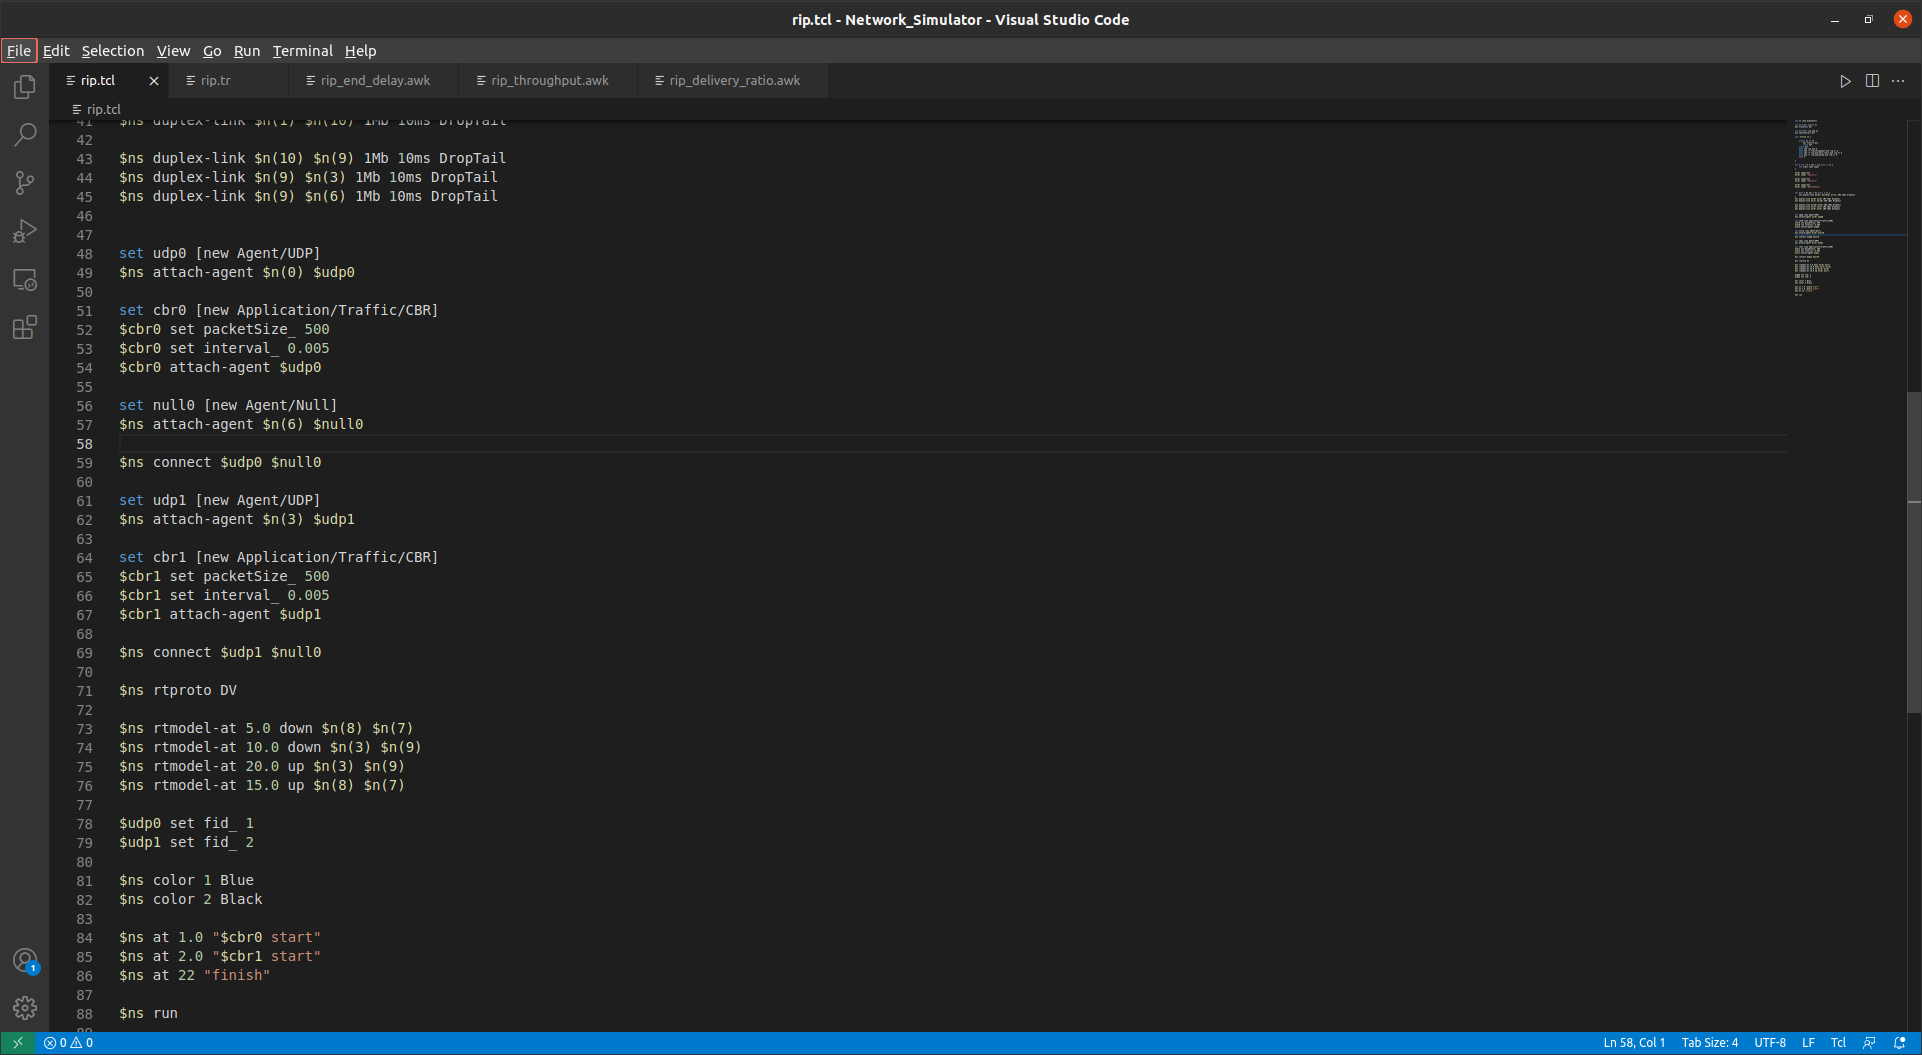 rip.tcl - Network_Simulator - Visual Studio Code
File Edit Selection View Go Run Terminal Help
rip.tcl rip.tr rip_end_delay.awk rip_throughput.awk rip_delivery_ratio.awk
rip.tcl
41 $ns duplex-link $n(1) $n(10) 1Mb 10ms DropTail
42
43 $ns duplex-link $n(10) $n(9) 1Mb 10ms DropTail
44 $ns duplex-link $n(9) $n(3) 1Mb 10ms DropTail
45 $ns duplex-link $n(9) $n(6) 1Mb 10ms DropTail
46
47
48 set udp0 [new Agent/UDP]
49 $ns attach-agent $n(0) $udp0
50
51 set cbr0 [new Application/Traffic/CBR]
52 $cbr0 set packetSize_ 500
53 $cbr0 set interval_ 0.005
54 $cbr0 attach-agent $udp0
55
56 set null0 [new Agent/Null]
57 $ns attach-agent $n(6) $null0
58
59 $ns connect $udp0 $null0
60
61 set udp1 [new Agent/UDP]
62 $ns attach-agent $n(3) $udp1
63
64 set cbr1 [new Application/Traffic/CBR]
65 $cbr1 set packetSize_ 500
66 $cbr1 set interval_ 0.005
67 $cbr1 attach-agent $udp1
68
69 $ns connect $udp1 $null0
70
71 $ns rtproto DV
72
73 $ns rtmodel-at 5.0 down $n(8) $n(7)
74 $ns rtmodel-at 10.0 down $n(3) $n(9)
75 $ns rtmodel-at 20.0 up $n(3) $n(9)
76 $ns rtmodel-at 15.0 up $n(8) $n(7)
77
78 $udp0 set fid_ 1
79 $udp1 set fid_ 2
80
81 $ns color 1 Blue
82 $ns color 2 Black
83
84 $ns at 1.0 "$cbr0 start"
85 $ns at 2.0 "$cbr1 start"
86 $ns at 22 "finish"
87
88 $ns run
89
1
0 0 Ln 58, Col 1 Tab Size: 4 UTF-8 LF Tcl